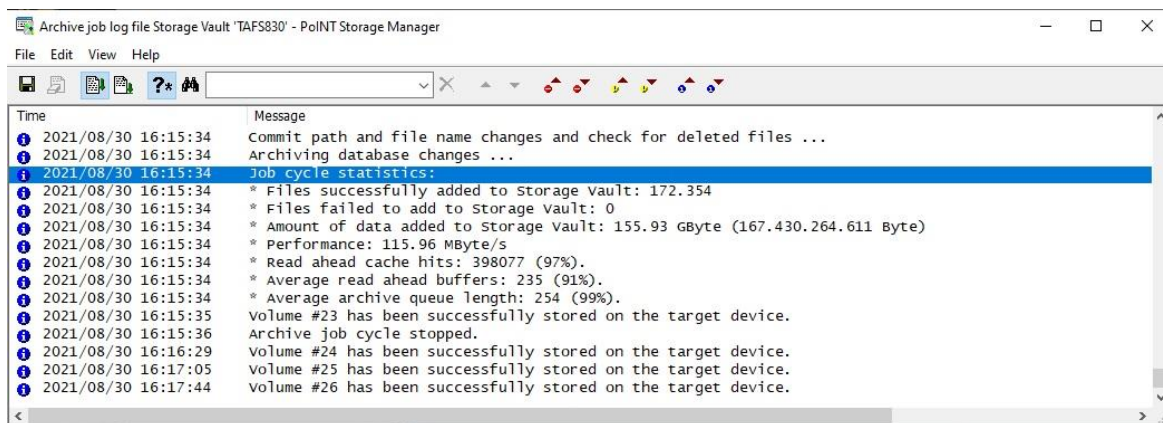 Archive job log file Storage Vault 'TAFS830' - PoINT Storage Manager
File Edit View Help
?*
Time Message
2021/08/30 16:15:34 Commit path and file name changes and check for deleted files ...
2021/08/30 16:15:34 Archiving database changes ...
2021/08/30 16:15:34 Job cycle statistics:
2021/08/30 16:15:34 * Files successfully added to Storage Vault: 172.354
2021/08/30 16:15:34 * Files failed to add to Storage Vault: 0
2021/08/30 16:15:34 * Amount of data added to Storage Vault: 155.93 GByte (167.430.264.611 Byte)
2021/08/30 16:15:34 * Performance: 115.96 MByte/s
2021/08/30 16:15:34 * Read ahead cache hits: 398077 (97%).
2021/08/30 16:15:34 * Average read ahead buffers: 235 (91%).
2021/08/30 16:15:34 * Average archive queue length: 254 (99%).
2021/08/30 16:15:35 Volume #23 has been successfully stored on the target device.
2021/08/30 16:15:36 Archive job cycle stopped.
2021/08/30 16:16:29 Volume #24 has been successfully stored on the target device.
2021/08/30 16:17:05 Volume #25 has been successfully stored on the target device.
2021/08/30 16:17:44 Volume #26 has been successfully stored on the target device.